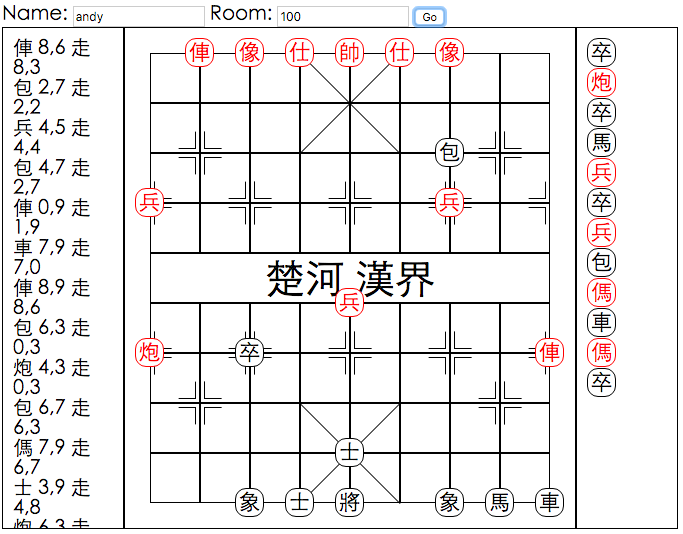 Name: andy Room: 100 Go
俥 8,6 走
8,3
包 2,7 走
2,2
兵 4,5 走
4,4
包 4,7 走
2,7
俥 0,9 走
1,9
車 7,9 走
7,0
俥 8,9 走
8,6
包 6,3 走
0,3
炮 4,3 走
0,3
包 6,7 走
6,3
傌 7,9 走
6,7
士 3,9 走
4,8
炮 6,3 走
俥 像 仕 帥 仕 像
包
兵 兵
楚河 漢界
兵
炮 卒 俥
士
象 士 將 象 馬 車
卒
炮
卒
馬
兵
卒
兵
包
傌
車
傌
卒